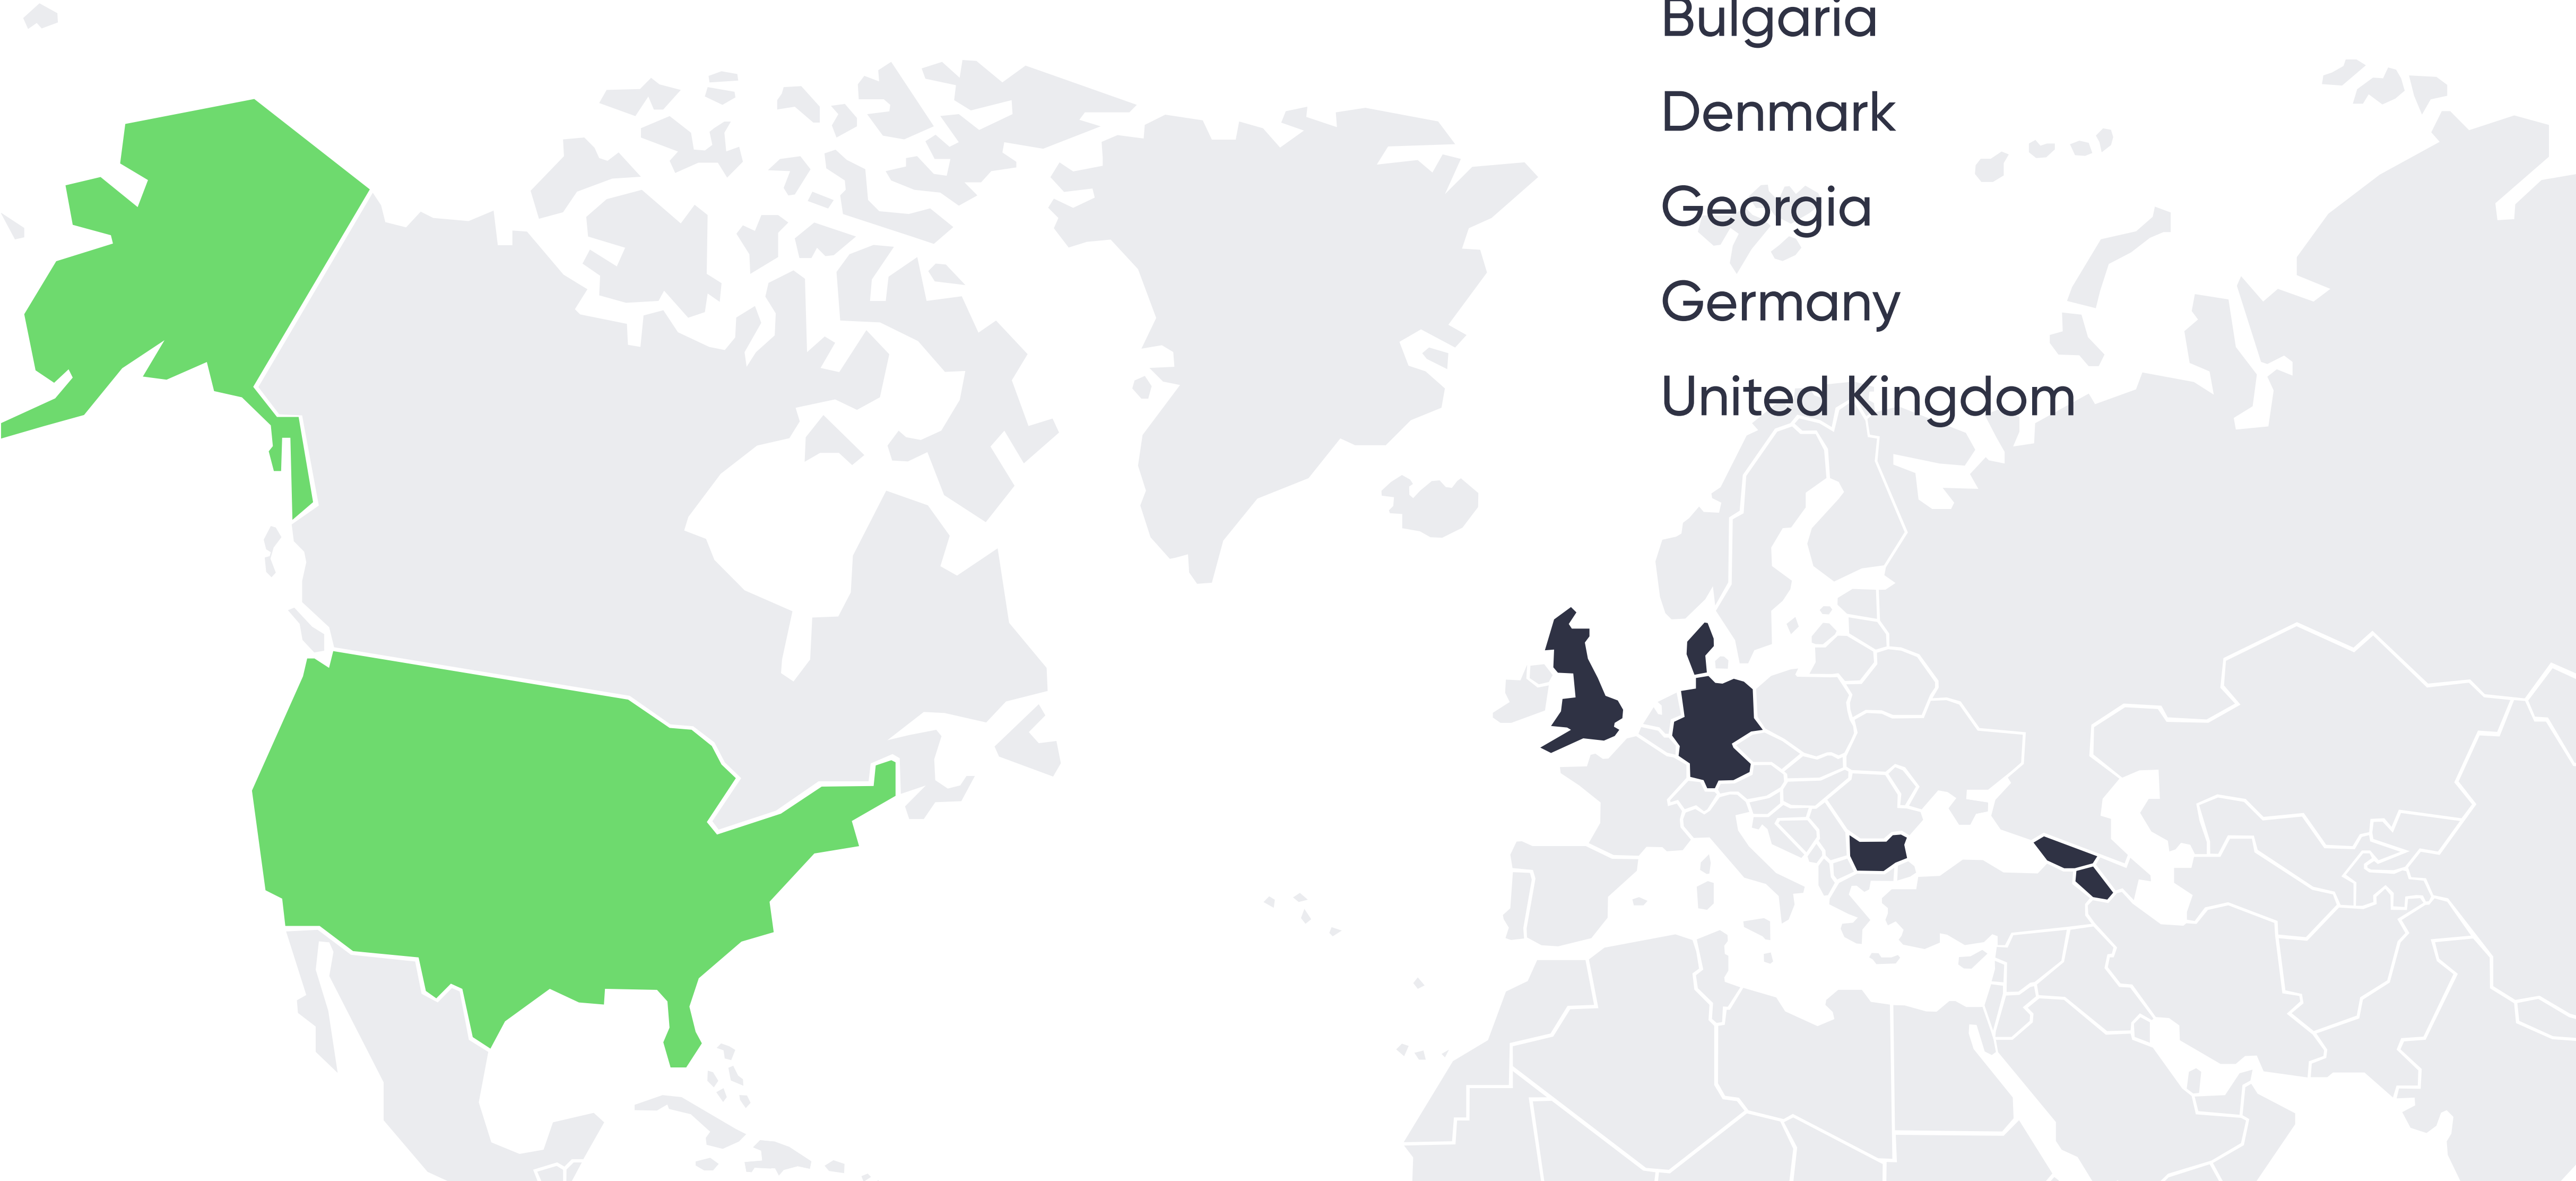 Bulgaria
Denmark
Georgia
Germany
United Kingdom